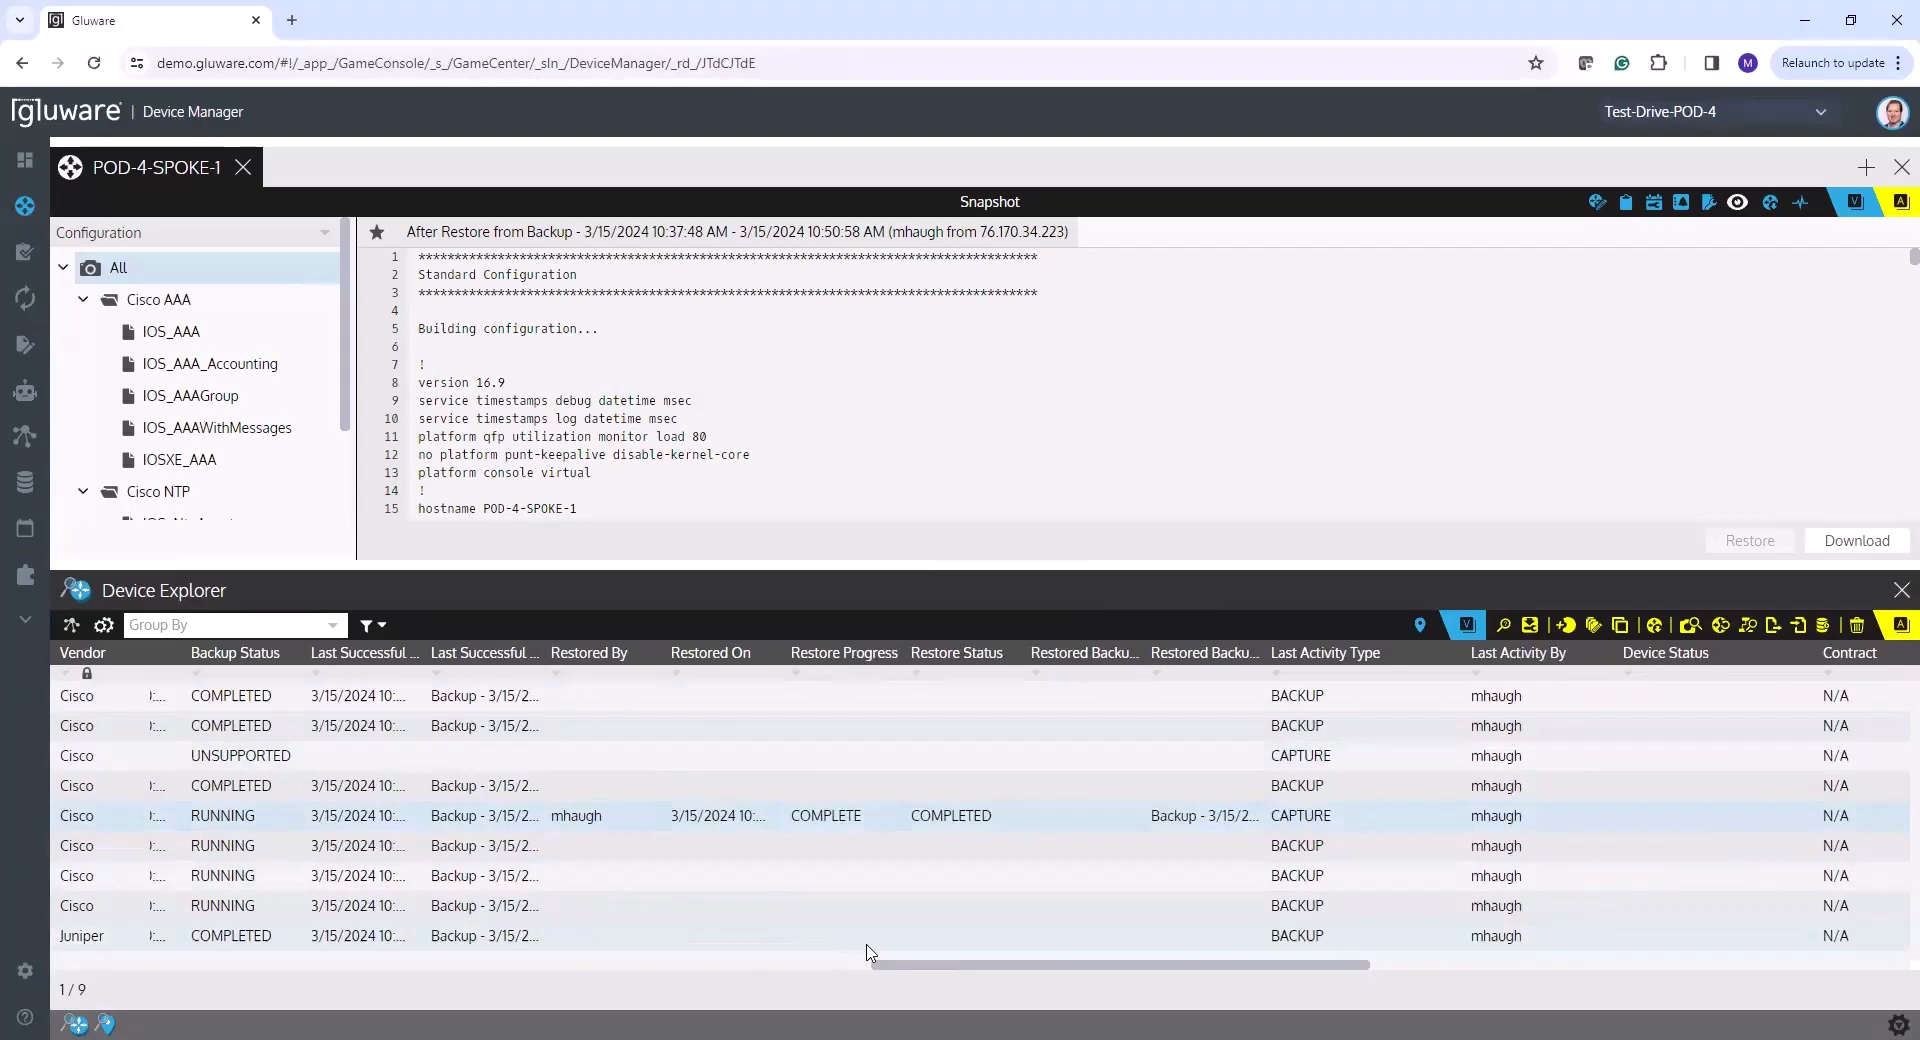 Gluware
demo.gluware.com/#!/_app_/GameConsole/_s_/GameCenter/_sln_/DeviceManager/_rd_/JTdCJTdE
M
Relaunch to update
[gluware | Device Manager
Test-Drive-POD-4
POD-4-SPOKE-1
Snapshot
V
A
Configuration
After Restore from Backup - 3/15/2024 10:37:48 AM - 3/15/2024 10:50:58 AM (mhaugh from 76.170.34.223)
All
Cisco AAA
IOS_AAA
IOS_AAA_Accounting
IOS_AAAGroup
IOS_AAAWithMessages
IOSXE_AAA
Cisco NTP
1 **************************************************************************************
2 Standard Configuration
3 **************************************************************************************
4
5 Building configuration...
6
7 !
8 version 16.9
9 service timestamps debug datetime msec
10 service timestamps log datetime msec
11 platform qfp utilization monitor load 80
12 no platform punt-keepalive disable-kernel-core
13 platform console virtual
14 !
15 hostname POD-4-SPOKE-1
Restore
Download
Device Explorer
Group By
V
A
Vendor Backup Status Last Successful ... Last Successful ... Restored By Restored On Restore Progress Restore Status Restored Backu... Restored Backu... Last Activity Type Last Activity By Device Status Contract
Cisco ):... COMPLETED 3/15/2024 10:... Backup - 3/15/2... BACKUP mhaugh N/A
Cisco ):... COMPLETED 3/15/2024 10:... Backup - 3/15/2... BACKUP mhaugh N/A
Cisco UNSUPPORTED CAPTURE mhaugh N/A
Cisco ):... COMPLETED 3/15/2024 10:... Backup - 3/15/2... BACKUP mhaugh N/A
Cisco ):... RUNNING 3/15/2024 10:... Backup - 3/15/2... mhaugh 3/15/2024 10:... COMPLETE COMPLETED Backup - 3/15/2... CAPTURE mhaugh N/A
Cisco ):... RUNNING 3/15/2024 10:... Backup - 3/15/2... BACKUP mhaugh N/A
Cisco ):... RUNNING 3/15/2024 10:... Backup - 3/15/2... BACKUP mhaugh N/A
Cisco ):... RUNNING 3/15/2024 10:... Backup - 3/15/2... BACKUP mhaugh N/A
Juniper ):... COMPLETED 3/15/2024 10:... Backup - 3/15/2... BACKUP mhaugh N/A
1 / 9